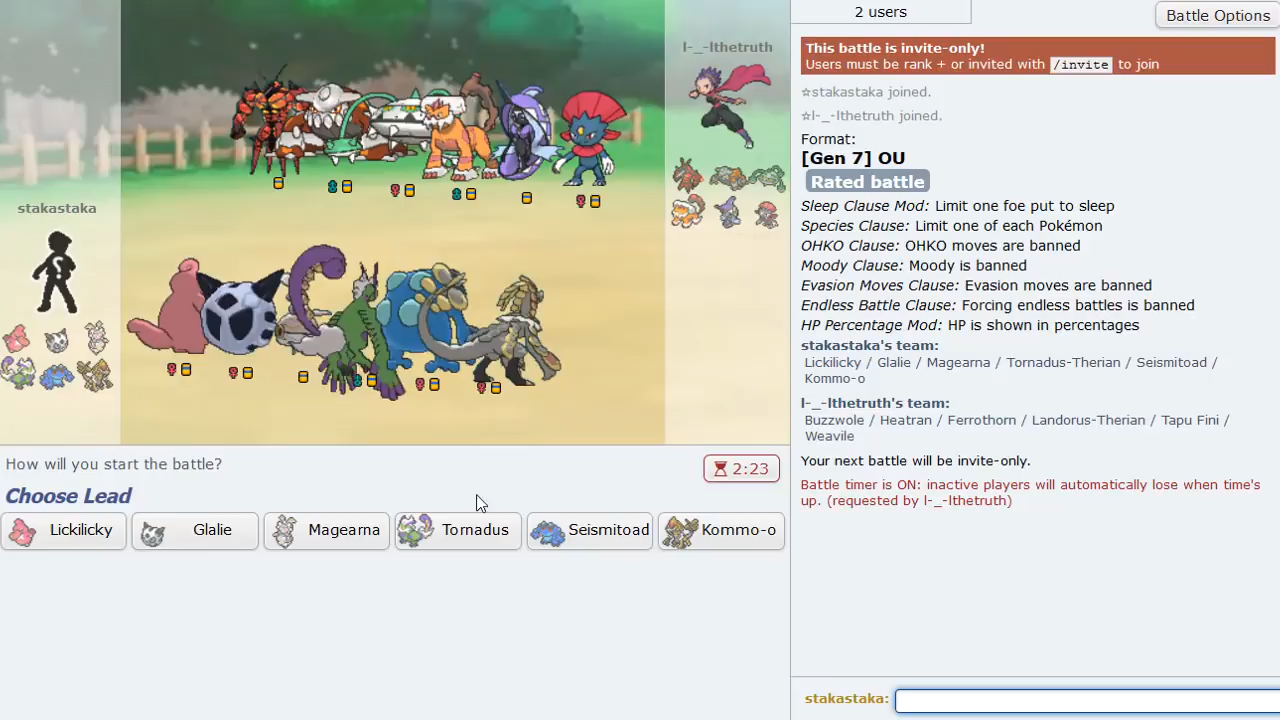 2 users
Battle Options
l-_-lthetruth
This battle is invite-only!
Users must be rank + or invited with /invite to join
☆stakastaka joined.
☆l-_-lthetruth joined.
Format:
[Gen 7] OU
Rated battle
Sleep Clause Mod: Limit one foe put to sleep
Species Clause: Limit one of each Pokémon
OHKO Clause: OHKO moves are banned
Moody Clause: Moody is banned
Evasion Moves Clause: Evasion moves are banned
Endless Battle Clause: Forcing endless battles is banned
HP Percentage Mod: HP is shown in percentages
stakastaka's team:
Lickilicky / Glalie / Magearna / Tornadus-Therian / Seismitoad /
Kommo-o
l-_-lthetruth's team:
Buzzwole / Heatran / Ferrothorn / Landorus-Therian / Tapu Fini /
Weavile
Your next battle will be invite-only.
Battle timer is ON: inactive players will automatically lose when time's
up. (requested by l-_-lthetruth)
stakastaka
?
How will you start the battle?
2:23
Choose Lead
Lickilicky
Glalie
Magearna
Tornadus
Seismitoad
Kommo-o
stakastaka: